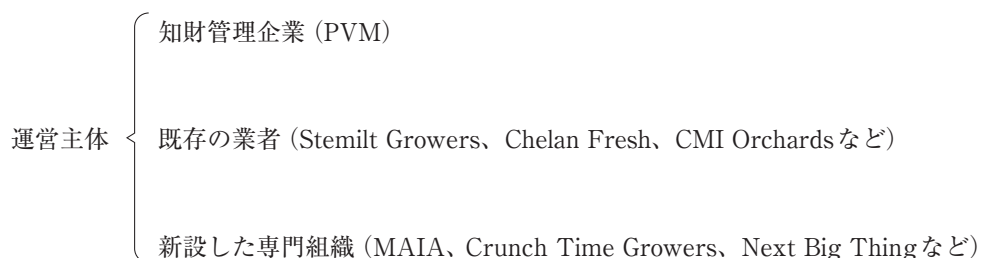 知財管理企業（PVM）
運営主体 既存の業者（Stemilt Growers、Chelan Fresh、CMI Orchardsなど）
新設した専門組織（MAIA、Crunch Time Growers、Next Big Thingなど）